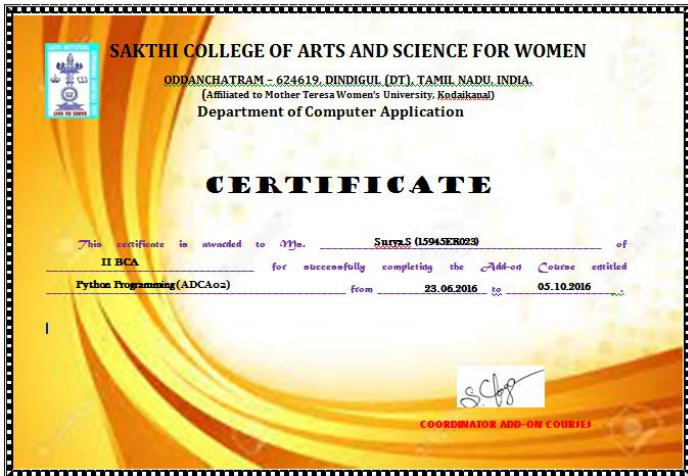 SAKTHI COLLEGE OF ARTS AND SCIENCE FOR WOMEN
ODDANCHATRAM – 624619, DINDIGUL (DT), TAMIL NADU, INDIA.
(Affiliated to Mother Teresa Women's University, Kodaikanal)
Department of Computer Application
LIVE TO SERVE
CERTIFICATE
This certificate is awarded to Ms. Surya.S (15945ER023) of
II BCA for successfully completing the Add-on Course entitled
Python Programming (ADCA02) from 23.06.2016 to 05.10.2016 .
COORDINATOR ADD-ON COURSES